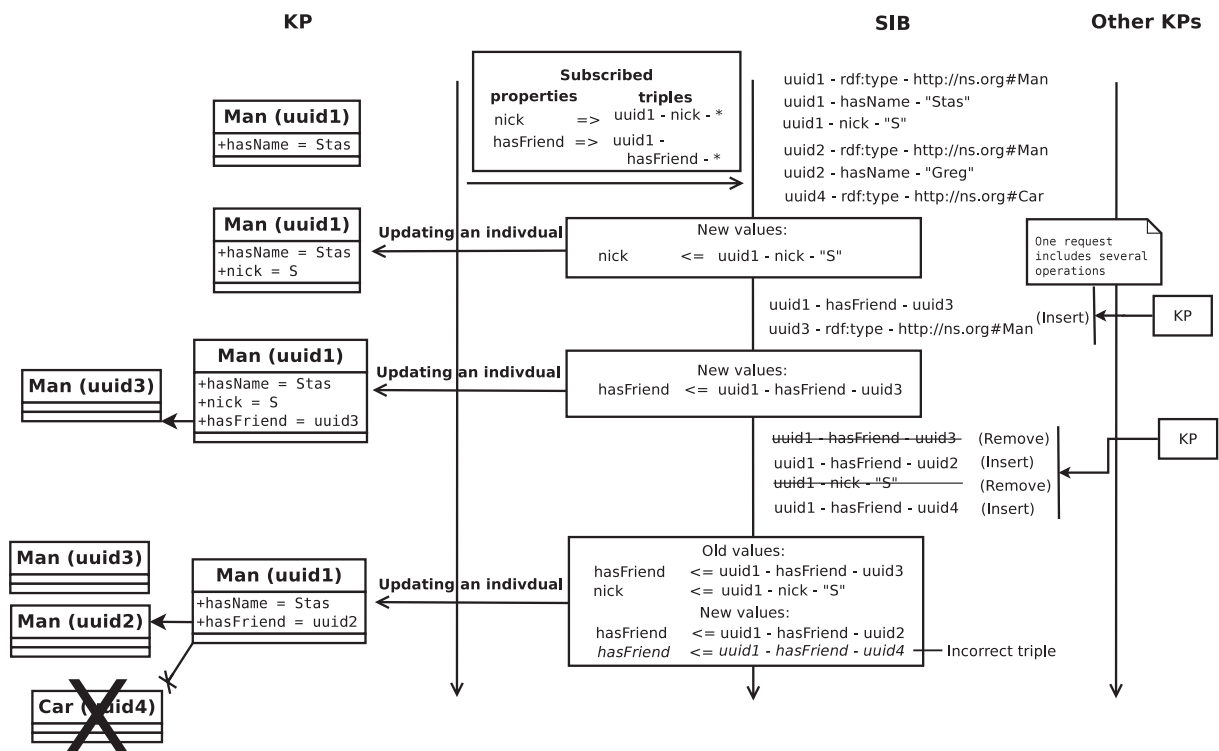 KP
SIB
Other KPs
Subscribed
properties triples
nick => uuid1 - nick - *
hasFriend => uuid1 -
hasFriend - *
uuid1 - rdf:type - http://ns.org#Man
uuid1 - hasName - "Stas"
uuid1 - nick - "S"
uuid2 - rdf:type - http://ns.org#Man
uuid2 - hasName - "Greg"
uuid4 - rdf:type - http://ns.org#Car
Man (uuid1)
+hasName = Stas
Man (uuid1)
+hasName = Stas
+nick = S
Updating an indivdual
New values:
nick <= uuid1 - nick - "S"
One request
includes several
operations
uuid1 - hasFriend - uuid3
uuid3 - rdf:type - http://ns.org#Man
(Insert)
KP
Man (uuid3)
Man (uuid1)
+hasName = Stas
+nick = S
+hasFriend = uuid3
Updating an indivdual
New values:
hasFriend <= uuid1 - hasFriend - uuid3
uuid1 - hasFriend - uuid3 (Remove)
uuid1 - hasFriend - uuid2 (Insert)
uuid1 - nick - "S" (Remove)
uuid1 - hasFriend - uuid4 (Insert)
KP
Man (uuid3)
Man (uuid2)
Man (uuid1)
+hasName = Stas
+hasFriend = uuid2
Car (uuid4)
Updating an indivdual
Old values:
hasFriend <= uuid1 - hasFriend - uuid3
nick <= uuid1 - nick - "S"
New values:
hasFriend <= uuid1 - hasFriend - uuid2
hasFriend <= uuid1 - hasFriend - uuid4
Incorrect triple